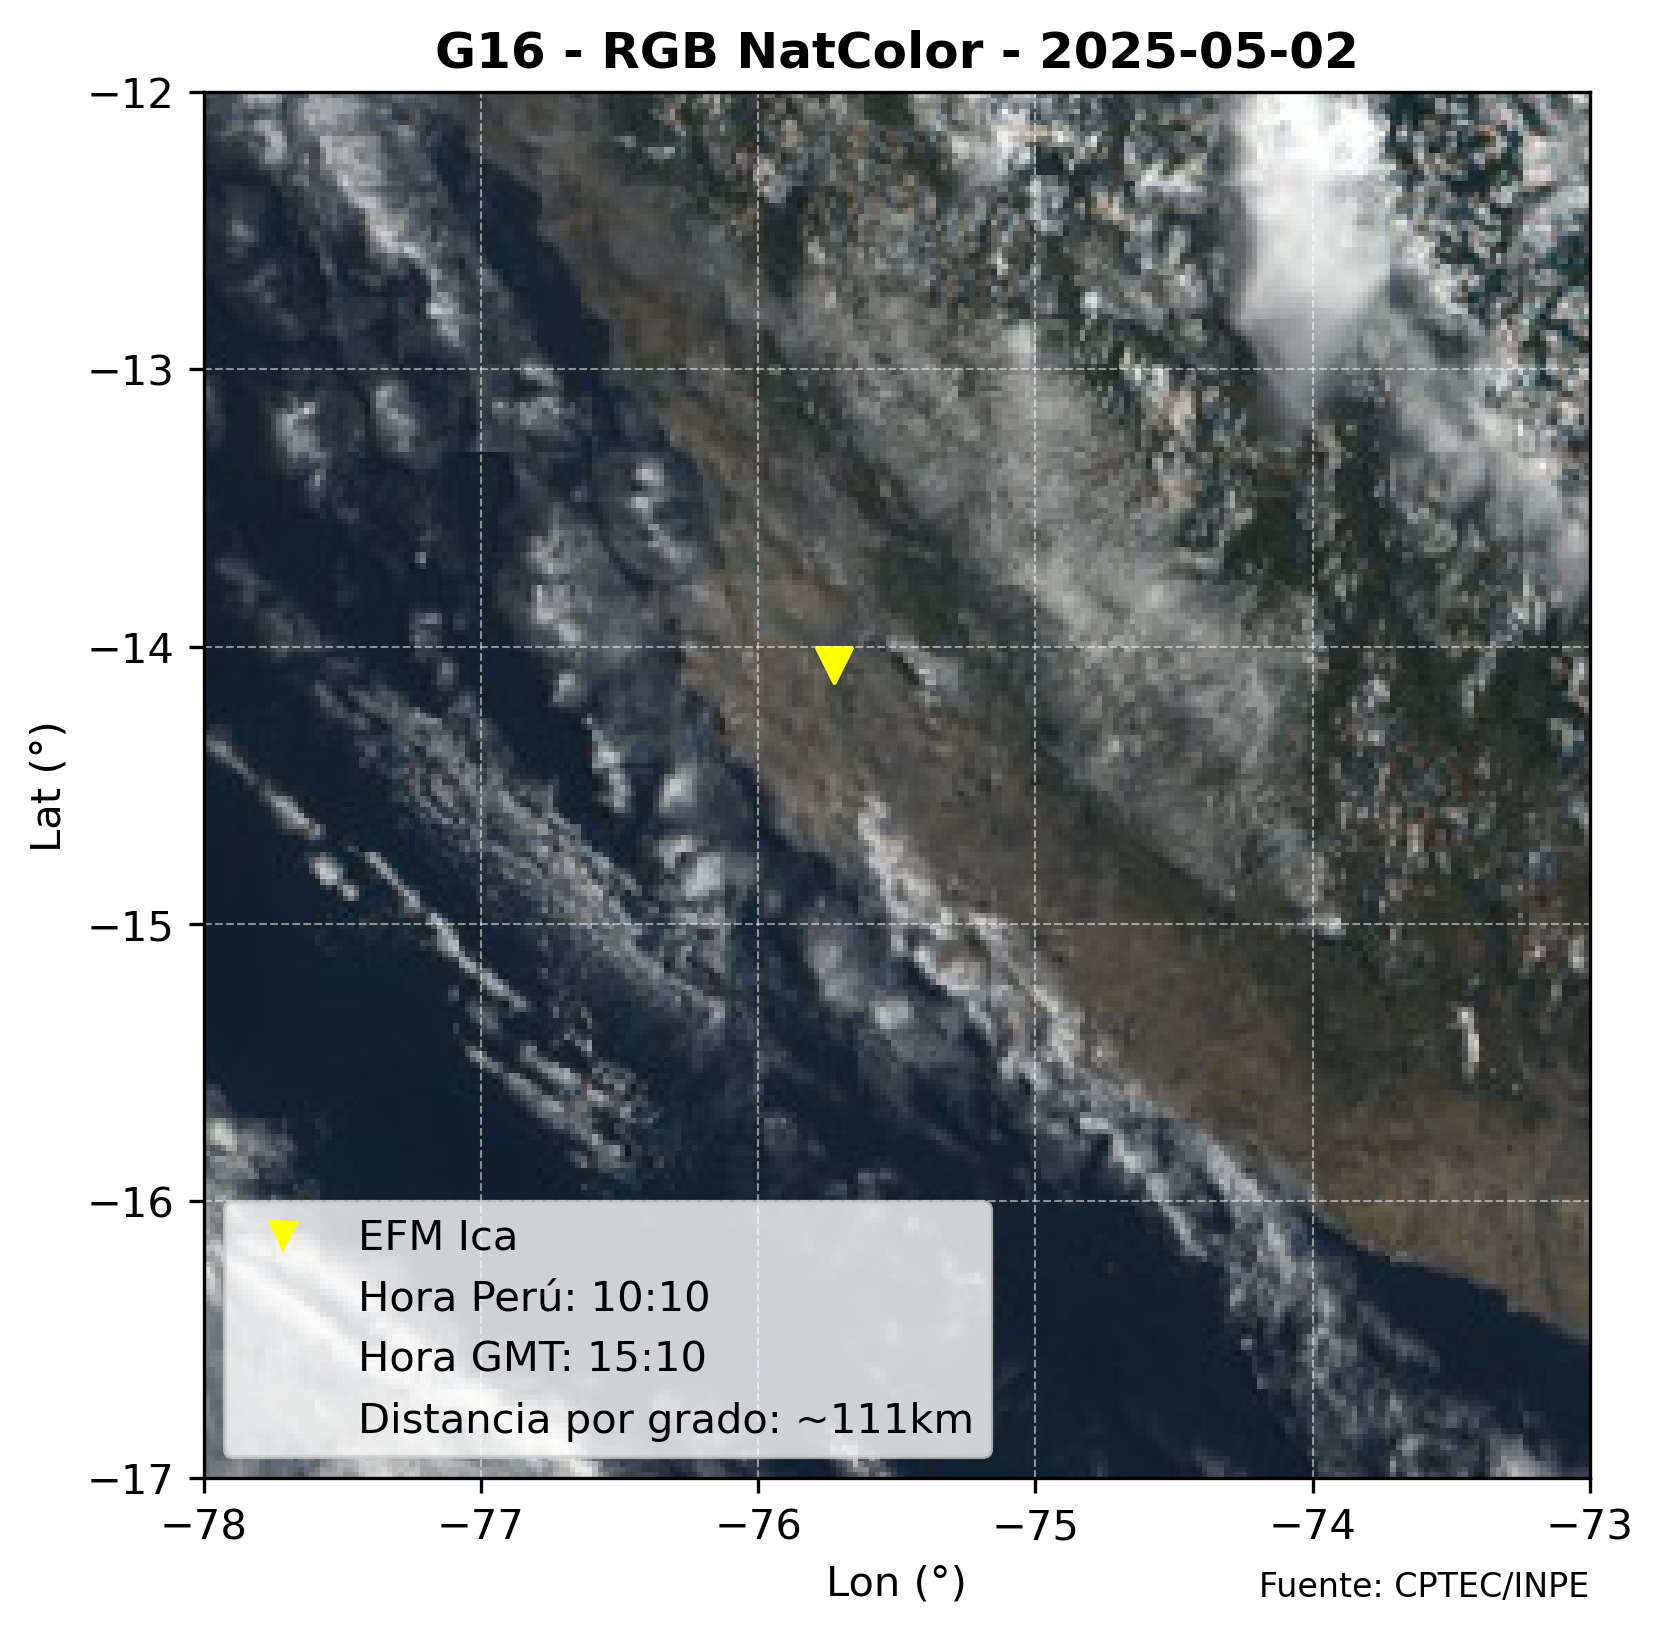 G16 - RGB NatColor - 2025-05-02
−12
−13
−14
−15
−16
−17
Lat (°)
EFM Ica
Hora Perú: 10:10
Hora GMT: 15:10
Distancia por grado: ~111km
−78 −77 −76 −75 −74 −73
Lon (°)
Fuente: CPTEC/INPE